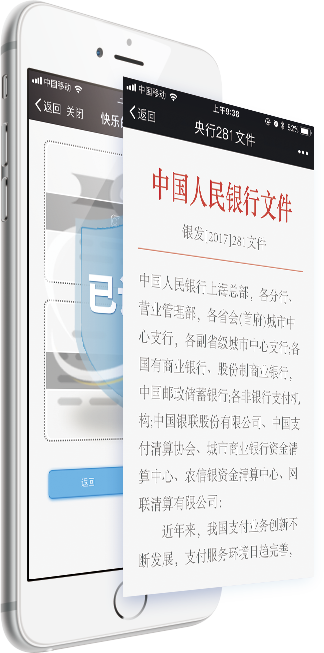 中国移动
返回 关闭
快乐
已
返回
中国移动
上午9:36
52%
返回
央行281文件
中国人民银行文件
银发[2017]281文件
中国人民银行上海总部，各分行、
营业管理部，各省会(首府)城市中
心支行，各副省级城市中心支行;各
国有商业银行、股份制商业银行，
中国邮政储蓄银行;各非银行支付机
构;中国银联股份有限公司、中国支
付清算协会、城市商业银行资金清
算中心、农信银资金清算中心、网
联清算有限公司:
近年来，我国支付业务创新不
断发展，支付服务环境日趋完善，